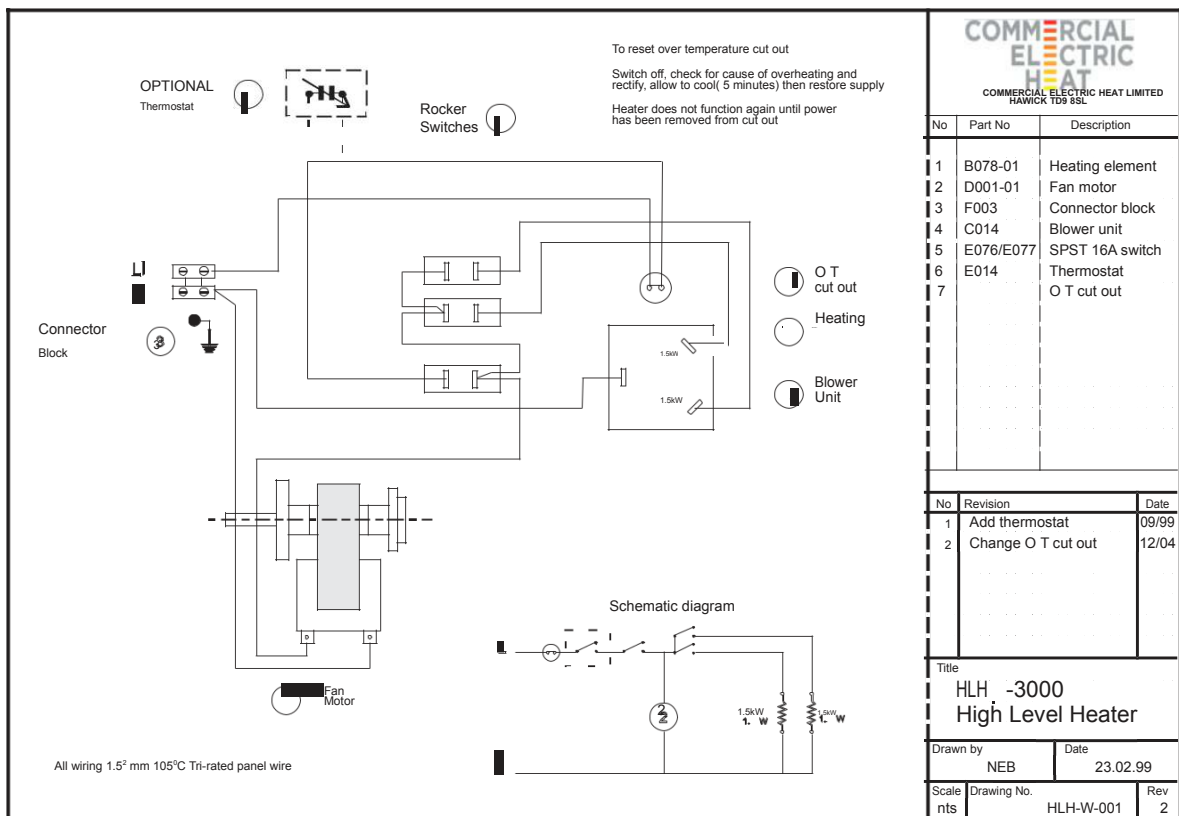 OPTIONAL
Thermostat
Rocker
Switches
To reset over temperature cut out
Switch off, check for cause of overheating and
rectify, allow to cool( 5 minutes) then restore supply
Heater does not function again until power
has been removed from cut out
Connector
Block
3
O T
cut out
Heating
Blower
Unit
1.5kW
1.5kW
Fan
Motor
All wiring 1.5² mm 105⁰C Tri-rated panel wire
Schematic diagram
L
2
1.5kW
1.5kW
COMMERCIAL
ELECTRIC
HEAT
COMMERCIAL ELECTRIC HEAT LIMITED
HAWICK TD9 8SL
No Part No Description
1 B078-01 Heating element
2 D001-01 Fan motor
3 F003 Connector block
4 C014 Blower unit
5 E076/E077 SPST 16A switch
6 E014 Thermostat
7 O T cut out
No Revision Date
1 Add thermostat 09/99
2 Change O T cut out 12/04
Title
HLH -3000
High Level Heater
Drawn by Date
NEB 23.02.99
Scale Drawing No. Rev
nts HLH-W-001 2